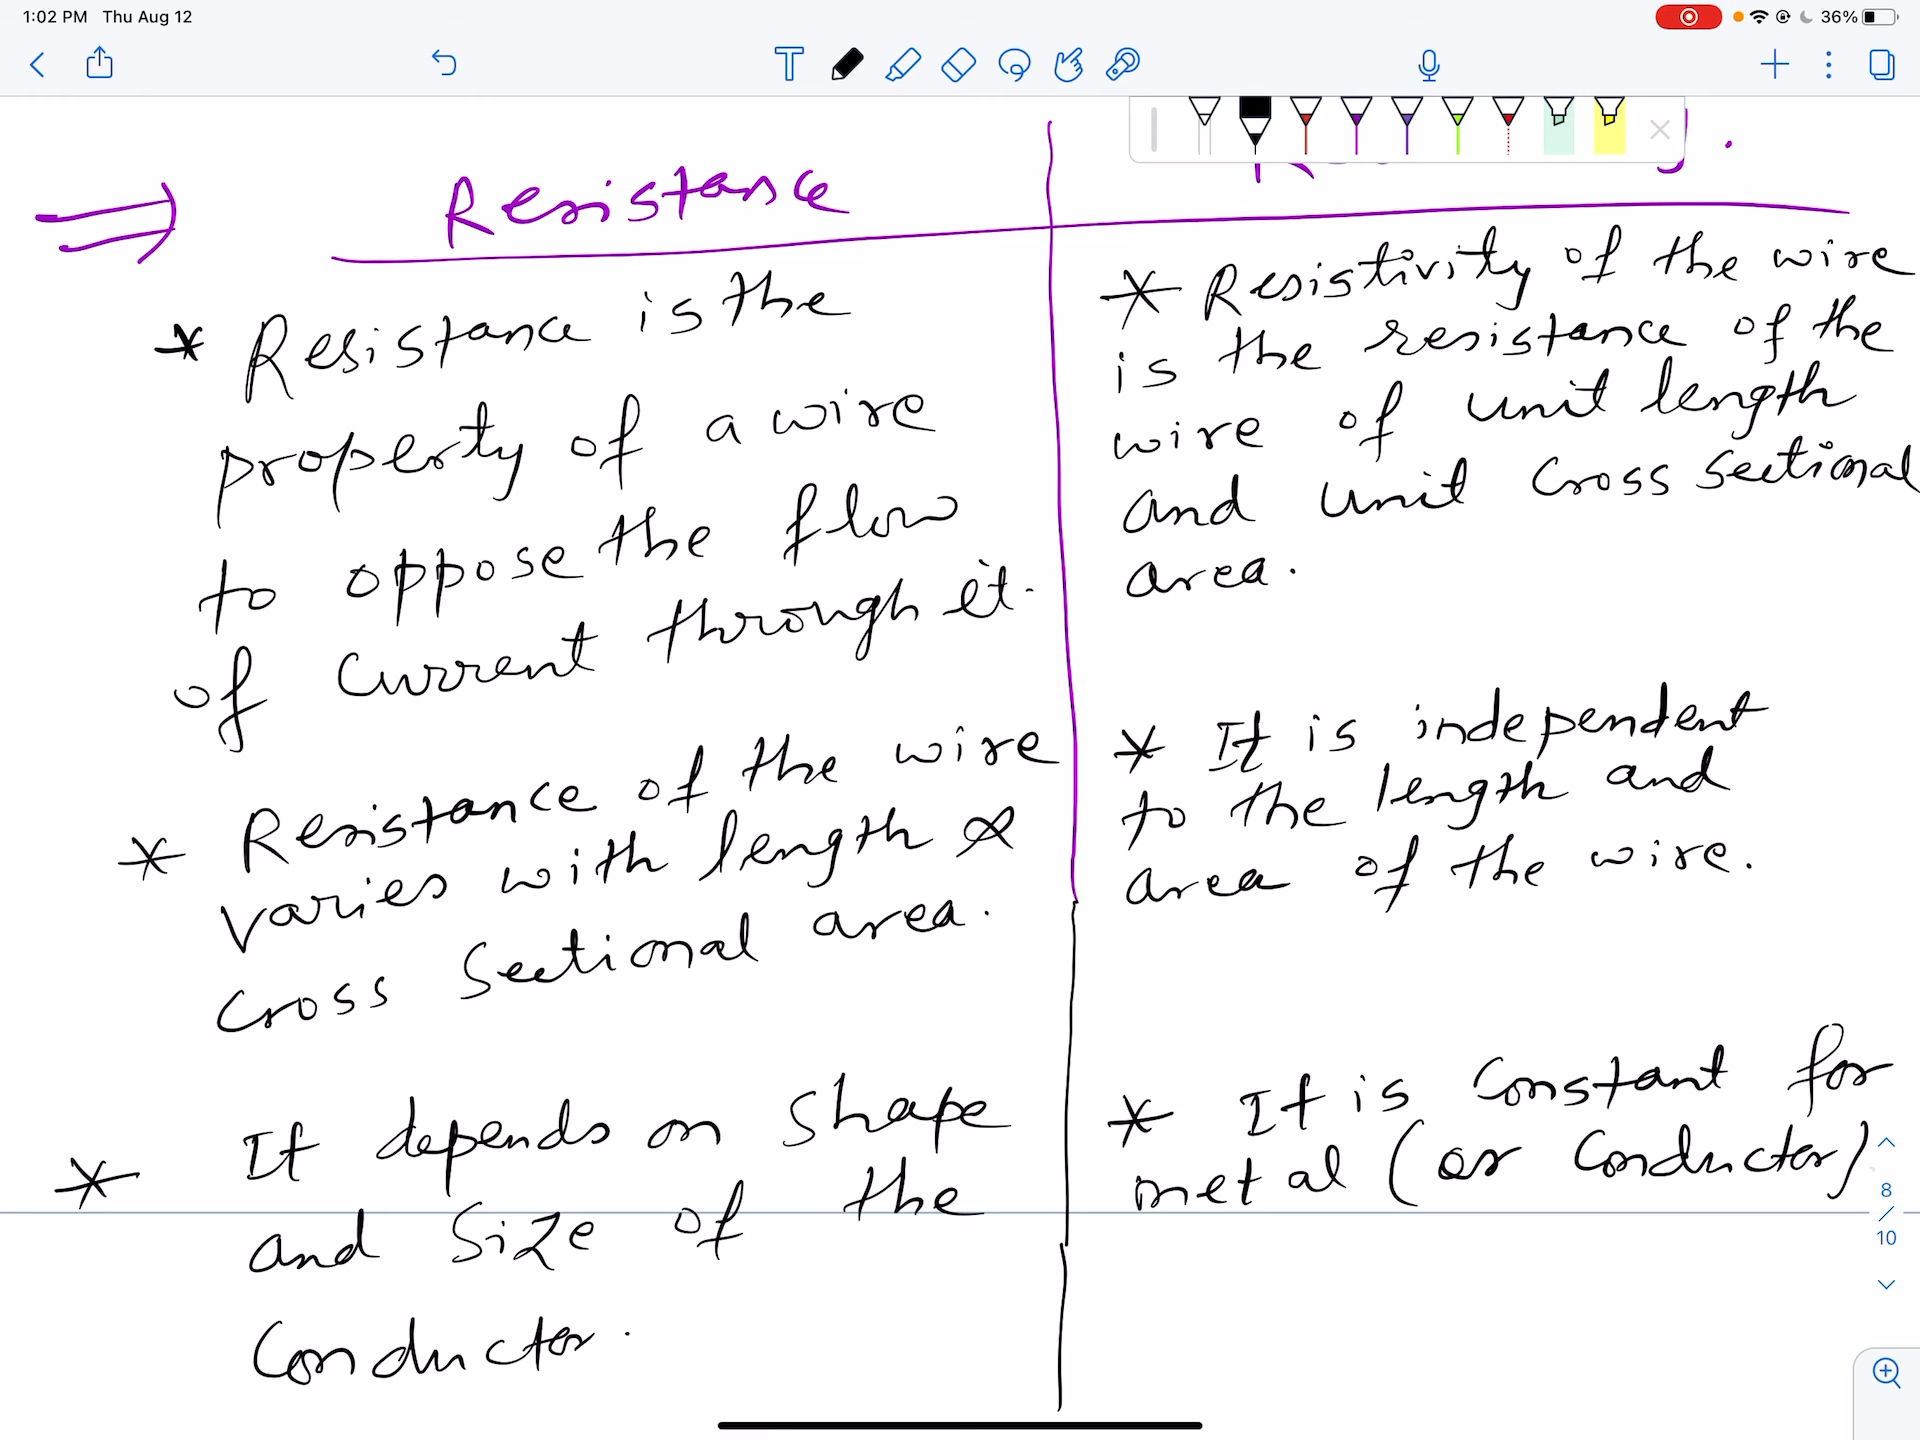 1:02 PM Thu Aug 12
36%
Resistance
* Resistance is the
property of a wire
to oppose the flow
of current through it.
* Resistance of the wire
varies with length &
cross sectional area.
* It depends on shape
and size of the
conductor.
* Resistivity of the wire
is the resistance of the
wire of unit length
and unit cross sectional
area.
* It is independent
to the length and
area of the wire.
* It is constant for
metal (or conductor)
8
/
10